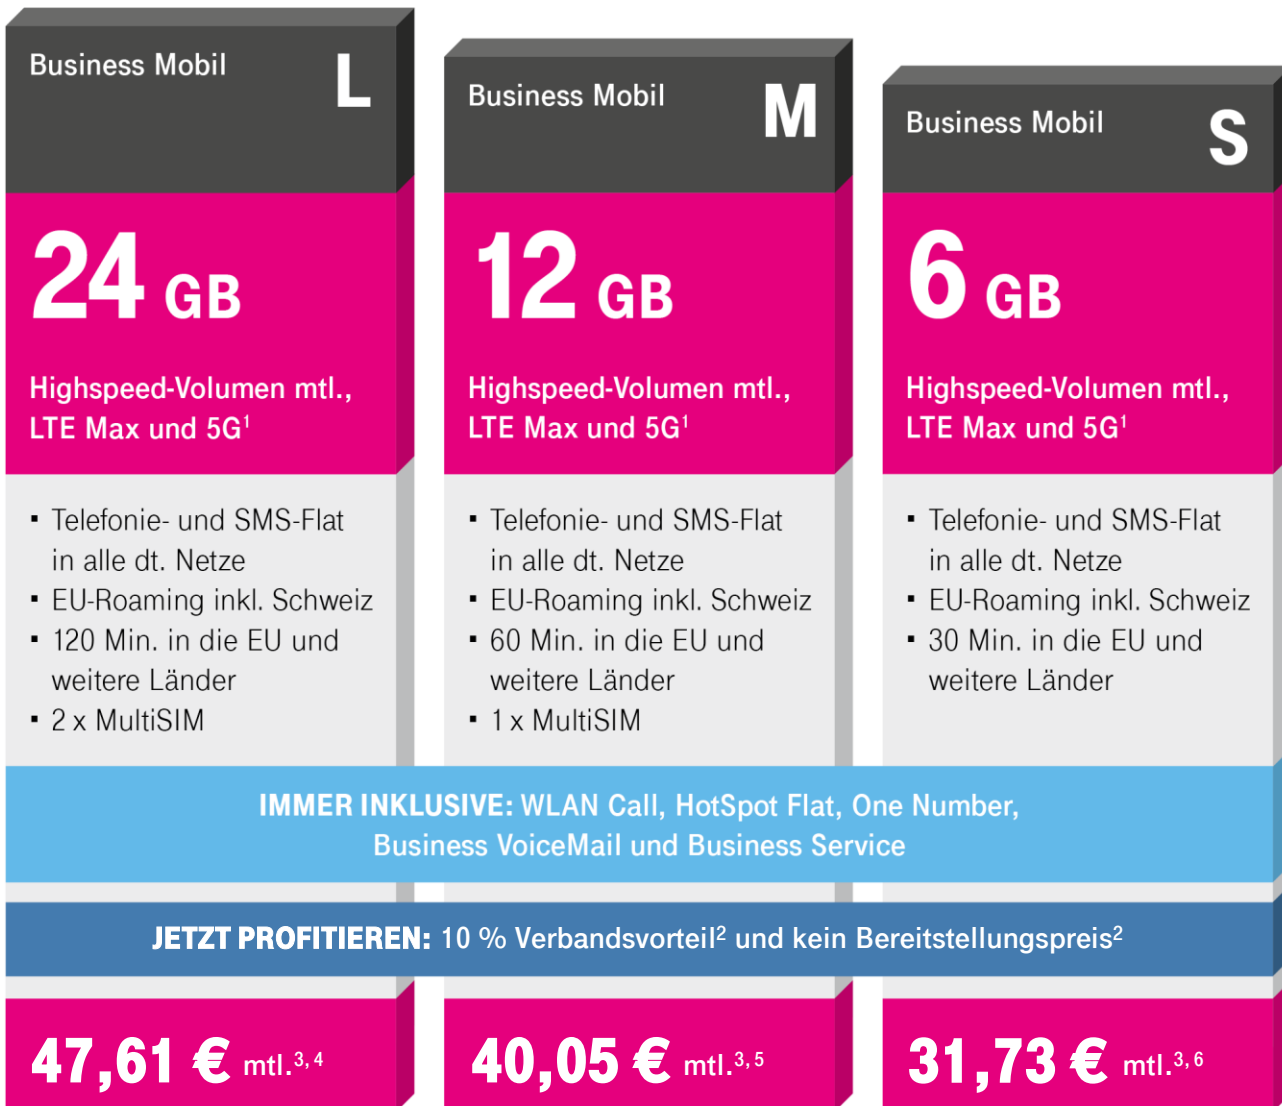 Business Mobil L
24 GB
Highspeed-Volumen mtl.,
LTE Max und 5G¹
▪ Telefonie- und SMS-Flat
in alle dt. Netze
▪ EU-Roaming inkl. Schweiz
▪ 120 Min. in die EU und
weitere Länder
▪ 2 x MultiSIM
Business Mobil M
12 GB
Highspeed-Volumen mtl.,
LTE Max und 5G¹
▪ Telefonie- und SMS-Flat
in alle dt. Netze
▪ EU-Roaming inkl. Schweiz
▪ 60 Min. in die EU und
weitere Länder
▪ 1 x MultiSIM
Business Mobil S
6 GB
Highspeed-Volumen mtl.,
LTE Max und 5G¹
▪ Telefonie- und SMS-Flat
in alle dt. Netze
▪ EU-Roaming inkl. Schweiz
▪ 30 Min. in die EU und
weitere Länder
IMMER INKLUSIVE: WLAN Call, HotSpot Flat, One Number,
Business VoiceMail und Business Service
JETZT PROFITIEREN: 10 % Verbandsvorteil² und kein Bereitstellungspreis²
47,61 € mtl.³,⁴
40,05 € mtl.³,⁵
31,73 € mtl.³,⁶